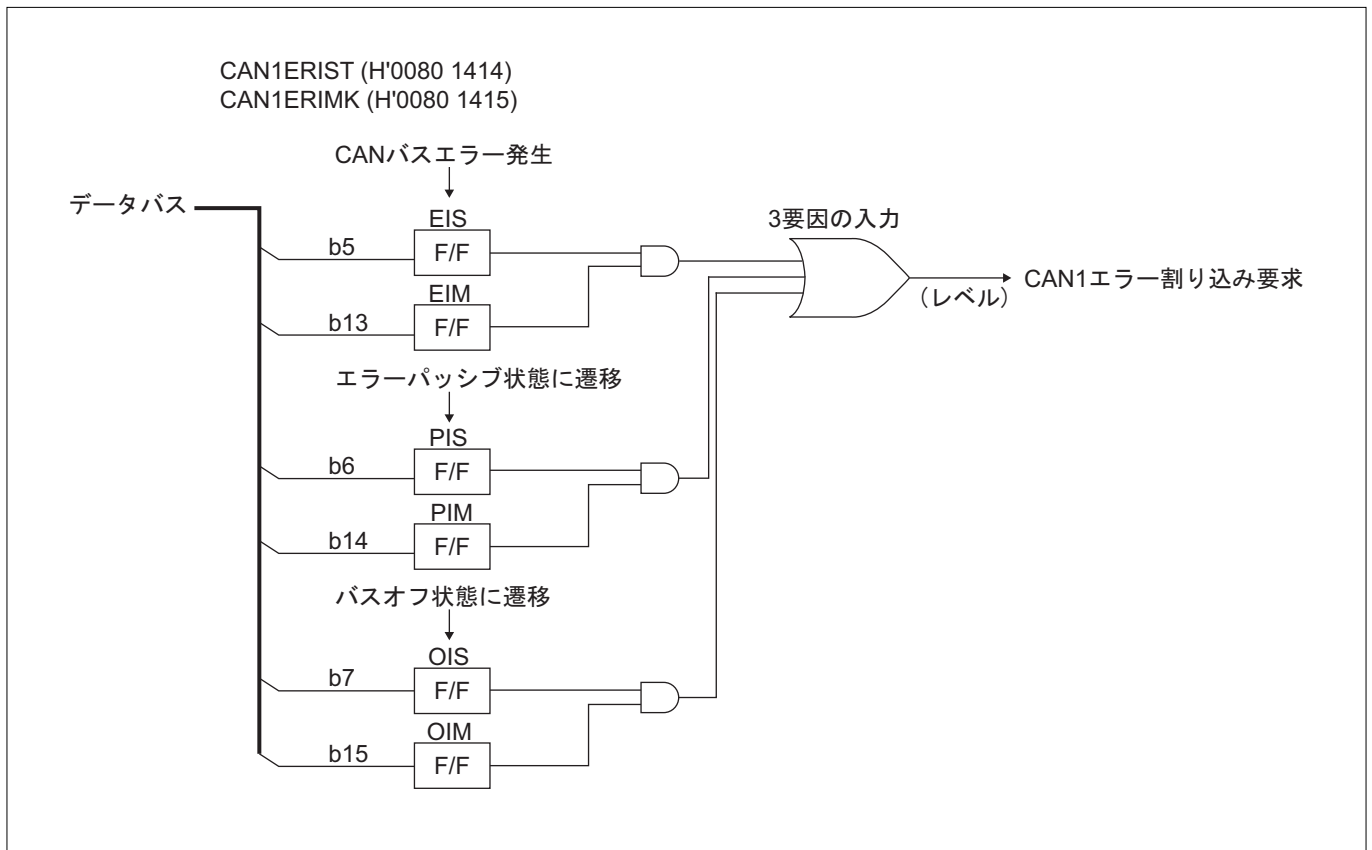 CAN1ERIST (H'0080 1414)
CAN1ERIMK (H'0080 1415)
CANバスエラー発生
データバス
EIS
3要因の入力
b5
F/F
CAN1エラー割り込み要求
(レベル)
EIM
b13
F/F
エラーパッシブ状態に遷移
PIS
b6
F/F
PIM
b14
F/F
バスオフ状態に遷移
OIS
b7
F/F
OIM
b15
F/F